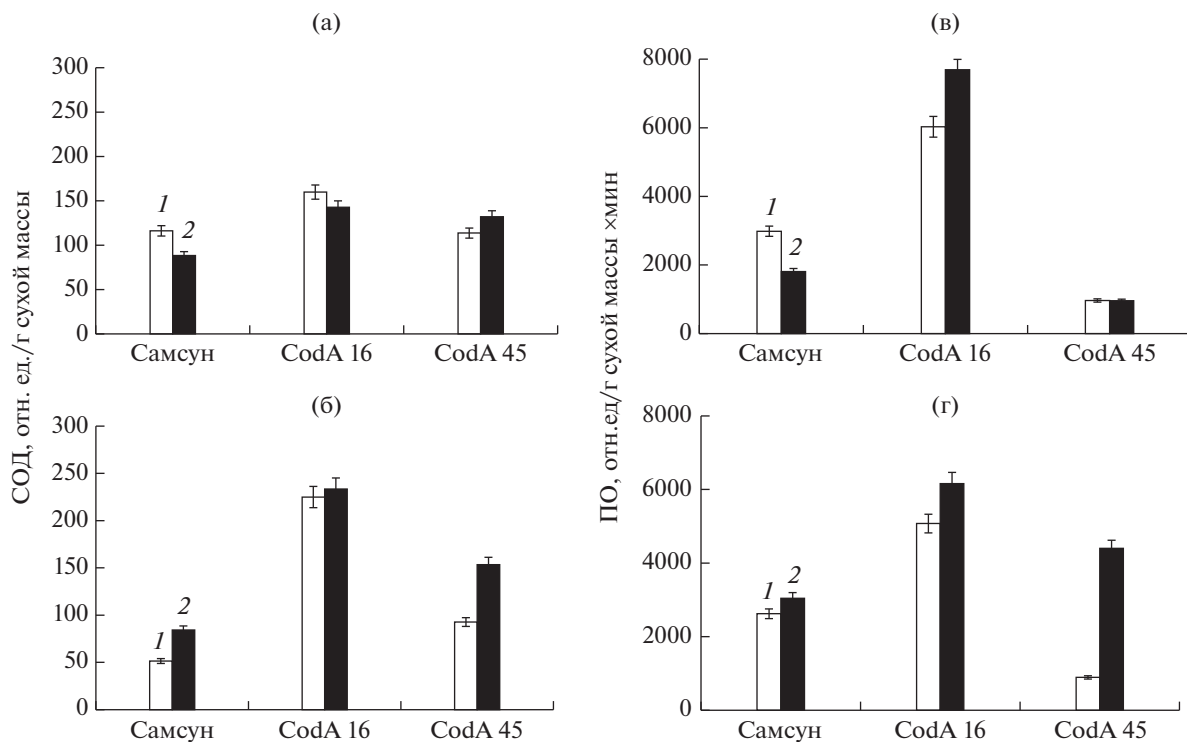 (а)
СОД, отн. ед./г сухой массы
300
250
200
150
100
50
0
1
2
Самсун
CodA 16
CodA 45
(б)
300
250
200
150
100
50
0
1
2
Самсун
CodA 16
CodA 45
(в)
ПО, отн.ед/г сухой массы ×мин
8000
6000
4000
2000
0
1
2
Самсун
CodA 16
CodA 45
(г)
8000
6000
4000
2000
0
1
2
Самсун
CodA 16
CodA 45